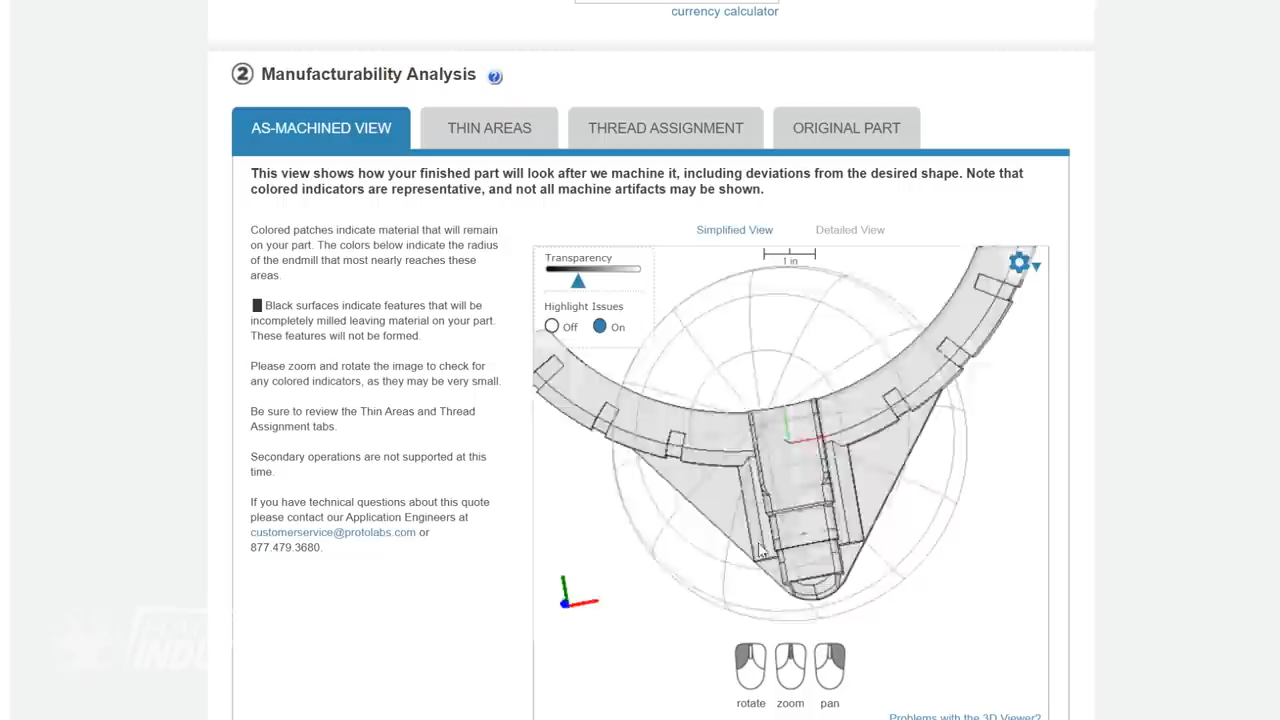 currency calculator
2 Manufacturability Analysis ?
AS-MACHINED VIEW
THIN AREAS
THREAD ASSIGNMENT
ORIGINAL PART
This view shows how your finished part will look after we machine it, including deviations from the desired shape. Note that
colored indicators are representative, and not all machine artifacts may be shown.
Colored patches indicate material that will remain
on your part. The colors below indicate the radius
of the endmill that most nearly reaches these
areas.
Black surfaces indicate features that will be
incompletely milled leaving material on your part.
These features will not be formed.
Please zoom and rotate the image to check for
any colored indicators, as they may be very small.
Be sure to review the Thin Areas and Thread
Assignment tabs.
Secondary operations are not supported at this
time.
If you have technical questions about this quote
please contact our Application Engineers at
customerservice@protolabs.com or
877.479.3680.
Simplified View
Detailed View
Transparency
1 in
Highlight Issues
Off
On
rotate
zoom
pan
Problems with the 3D Viewer?